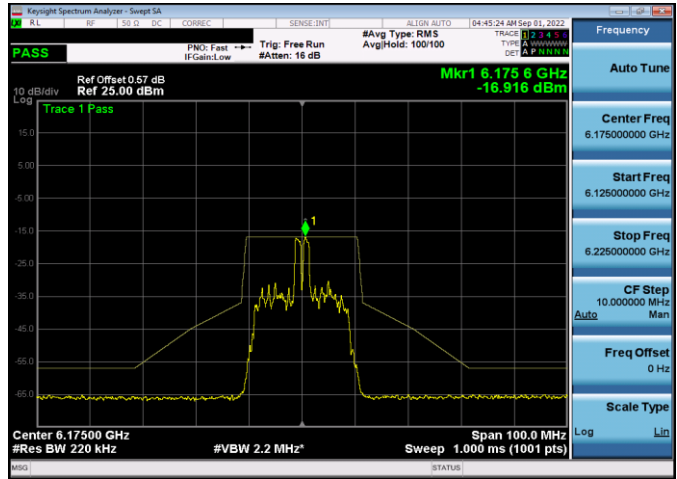 Keysight Spectrum Analyzer - Swept SA
RL RF 50 Ω DC CORREC SENSE:INT ALIGN AUTO 04:45:24 AM Sep 01, 2022
PASS
PNO: Fast
IFGain:Low
Trig: Free Run
#Atten: 16 dB
#Avg Type: RMS
Avg|Hold: 100/100
TRACE 1 2 3 4 5 6
TYPE A WWWWW
DET A P N N N N
Ref Offset 0.57 dB
10 dB/div Ref 25.00 dBm
Log
Mkr1 6.175 6 GHz
-16.916 dBm
Trace 1 Pass
15.0
5.00
-5.00
-15.0
-25.0
-35.0
-45.0
-55.0
-65.0
1
Center 6.17500 GHz Span 100.0 MHz
#Res BW 220 kHz #VBW 2.2 MHz* Sweep 1.000 ms (1001 pts)
MSG STATUS
Frequency
Auto Tune
Center Freq
6.175000000 GHz
Start Freq
6.125000000 GHz
Stop Freq
6.225000000 GHz
CF Step
10.000000 MHz
Auto Man
Freq Offset
0 Hz
Scale Type
Log Lin